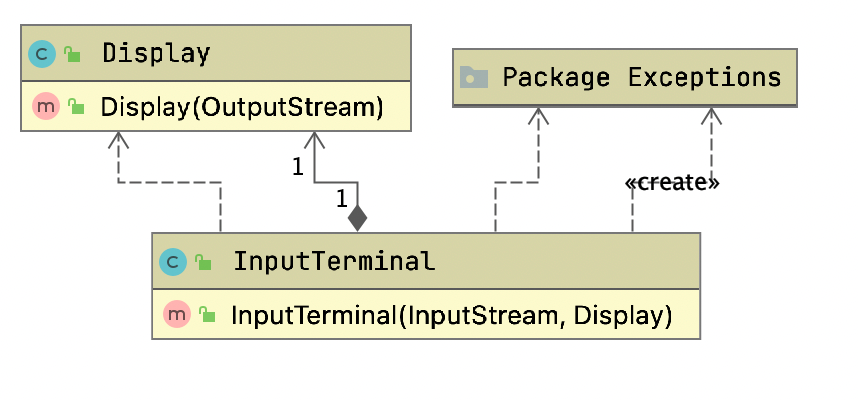 C Display
m Display(OutputStream)
Package Exceptions
1
1
«create»
C InputTerminal
m InputTerminal(InputStream, Display)